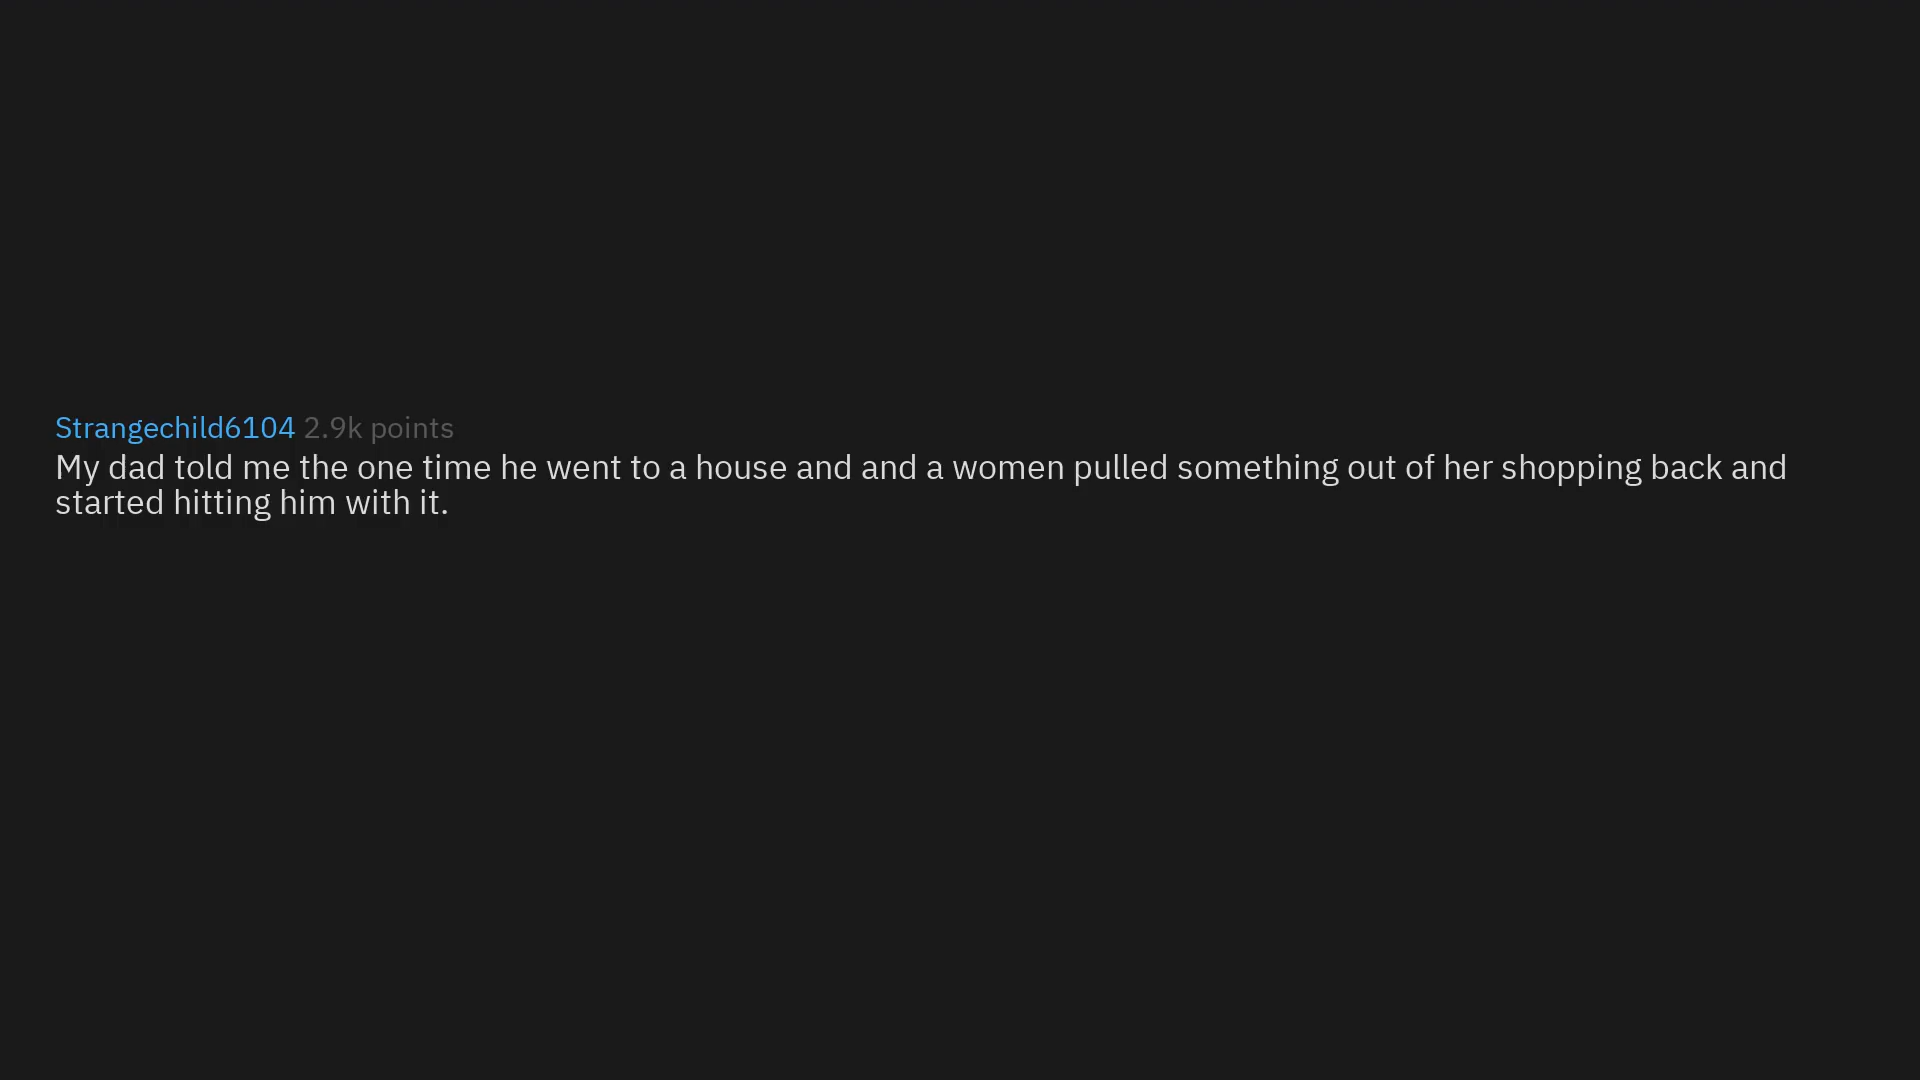 Strangechild6104 2.9k points
My dad told me the one time he went to a house and and a women pulled something out of her shopping back and
started hitting him with it.